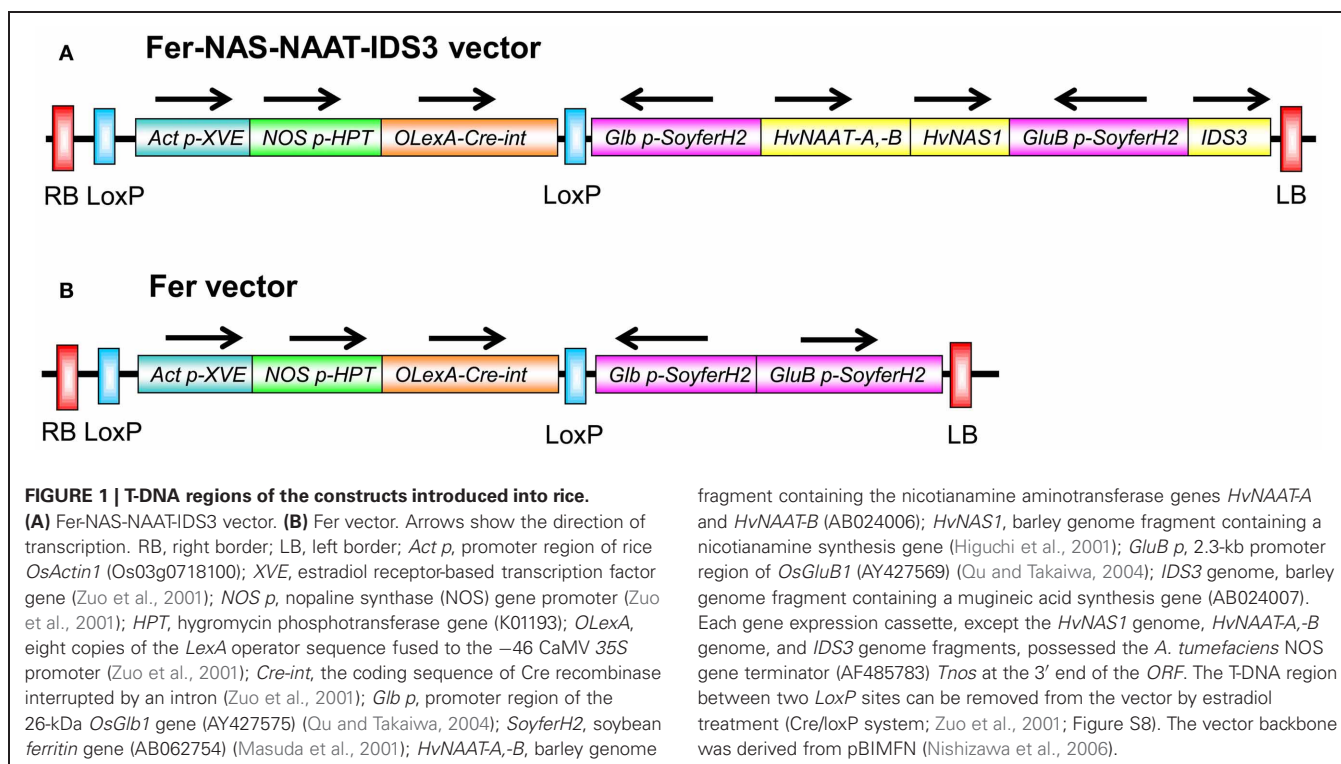 A
Fer-NAS-NAAT-IDS3 vector
Act p-XVE NOS p-HPT OLexA-Cre-int Glb p-SoyferH2 HvNAAT-A,-B HvNAS1 GluB p-SoyferH2 IDS3
RB LoxP LoxP LB
B
Fer vector
Act p-XVE NOS p-HPT OLexA-Cre-int Glb p-SoyferH2 GluB p-SoyferH2
RB LoxP LoxP LB
FIGURE 1 | T-DNA regions of the constructs introduced into rice.
(A) Fer-NAS-NAAT-IDS3 vector. (B) Fer vector. Arrows show the direction of
transcription. RB, right border; LB, left border; Act p, promoter region of rice
OsActin1 (Os03g0718100); XVE, estradiol receptor-based transcription factor
gene (Zuo et al., 2001); NOS p, nopaline synthase (NOS) gene promoter (Zuo
et al., 2001); HPT, hygromycin phosphotransferase gene (K01193); OLexA,
eight copies of the LexA operator sequence fused to the −46 CaMV 35S
promoter (Zuo et al., 2001); Cre-int, the coding sequence of Cre recombinase
interrupted by an intron (Zuo et al., 2001); Glb p, promoter region of the
26-kDa OsGlb1 gene (AY427575) (Qu and Takaiwa, 2004); SoyferH2, soybean
ferritin gene (AB062754) (Masuda et al., 2001); HvNAAT-A,-B, barley genome
fragment containing the nicotianamine aminotransferase genes HvNAAT-A
and HvNAAT-B (AB024006); HvNAS1, barley genome fragment containing a
nicotianamine synthesis gene (Higuchi et al., 2001); GluB p, 2.3-kb promoter
region of OsGluB1 (AY427569) (Qu and Takaiwa, 2004); IDS3 genome, barley
genome fragment containing a mugineic acid synthesis gene (AB024007).
Each gene expression cassette, except the HvNAS1 genome, HvNAAT-A,-B
genome, and IDS3 genome fragments, possessed the A. tumefaciens NOS
gene terminator (AF485783) Tnos at the 3′ end of the ORF. The T-DNA region
between two LoxP sites can be removed from the vector by estradiol
treatment (Cre/loxP system; Zuo et al., 2001; Figure S8). The vector backbone
was derived from pBIMFN (Nishizawa et al., 2006).